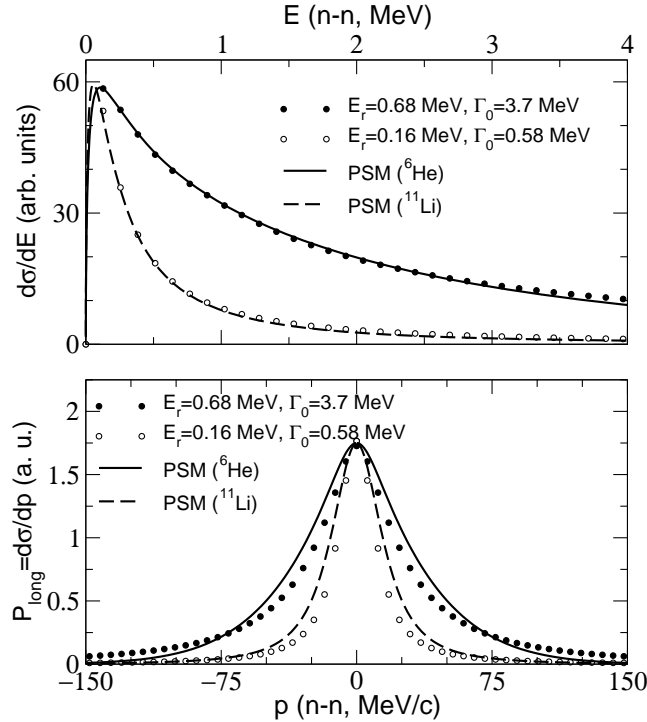 E (n-n, MeV)
0 1 2 3 4
60
30
0
dσ/dE (arb. units)
E_r=0.68 MeV, Γ_0=3.7 MeV
E_r=0.16 MeV, Γ_0=0.58 MeV
PSM (^6He)
PSM (^11Li)
2
1.5
1
0.5
0
P_long=dσ/dp (a. u.)
E_r=0.68 MeV, Γ_0=3.7 MeV
E_r=0.16 MeV, Γ_0=0.58 MeV
PSM (^6He)
PSM (^11Li)
−150 −75 0 75 150
p (n-n, MeV/c)